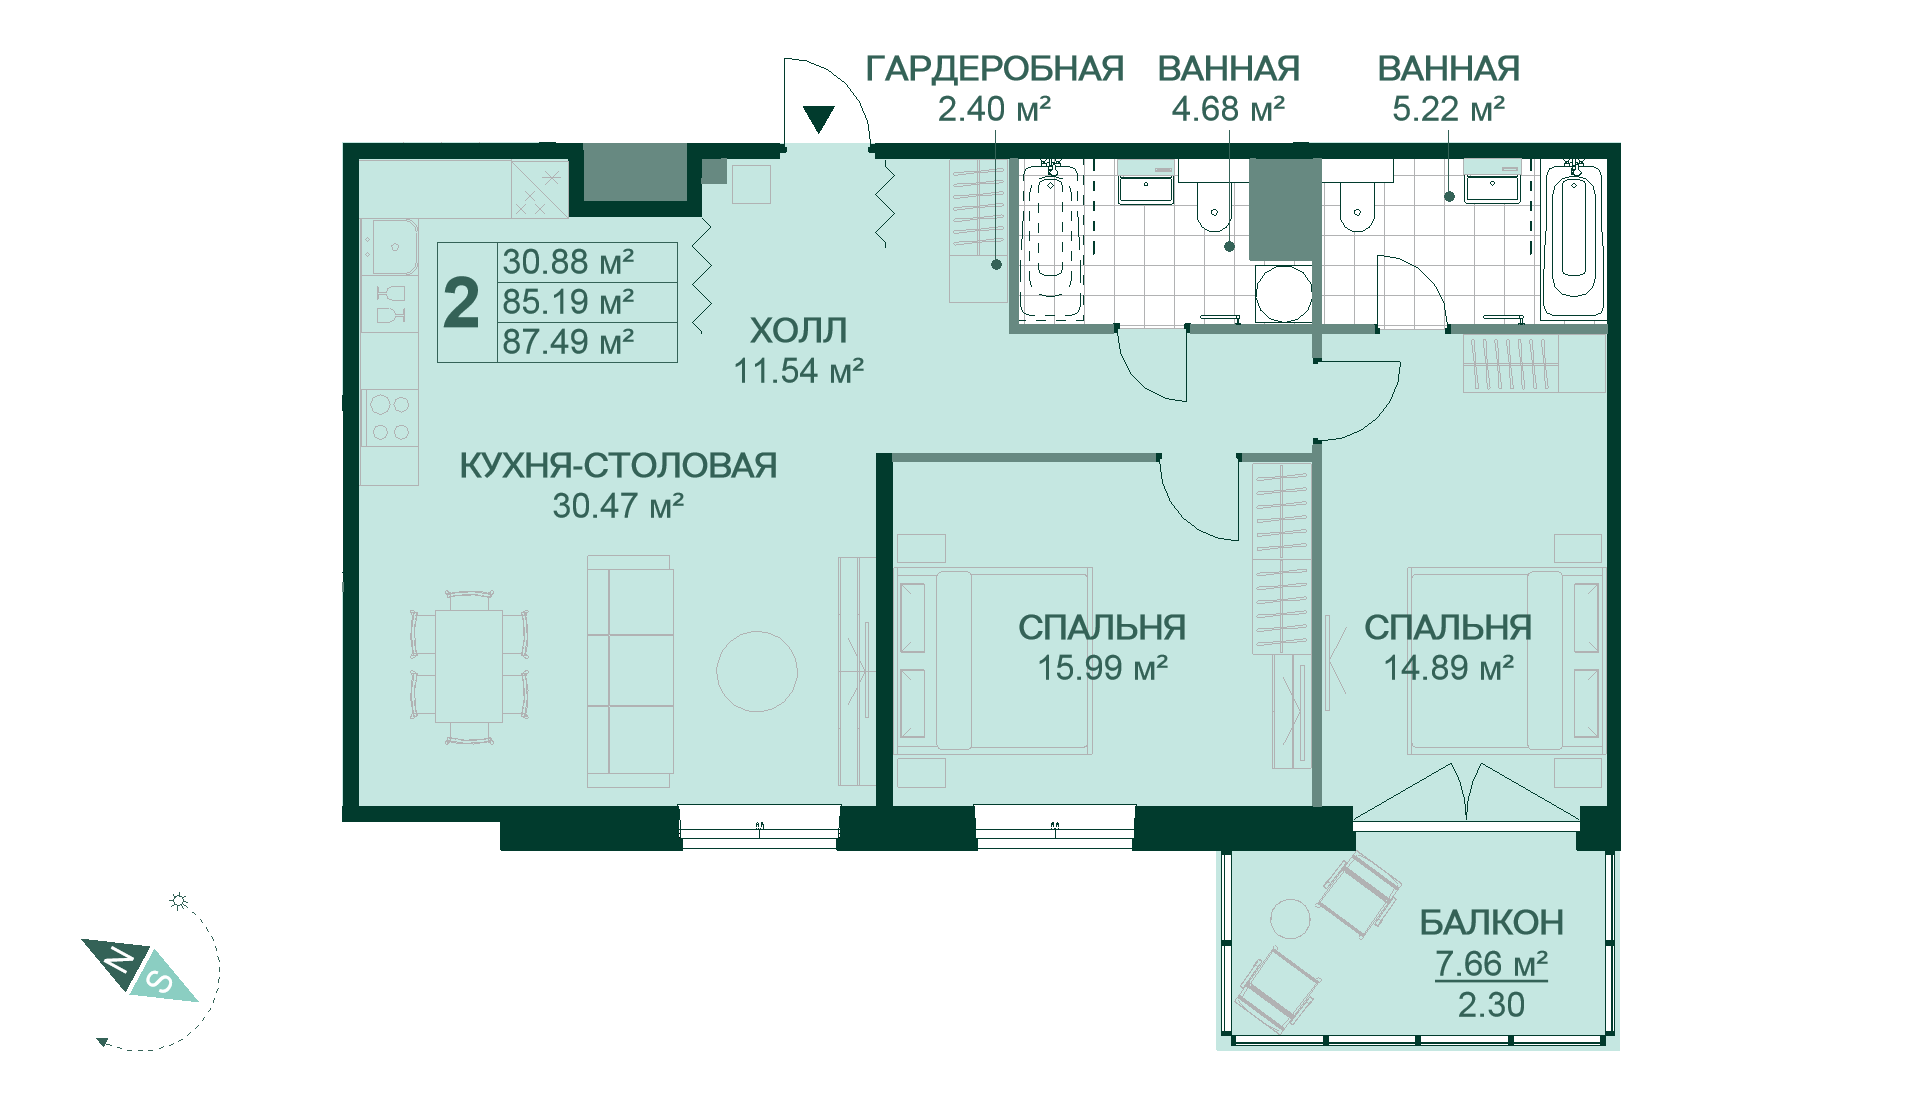 ГАРДЕРОБНАЯ
2.40 м²
ВАННАЯ
4.68 м²
ВАННАЯ
5.22 м²
2
30.88 м²
85.19 м²
87.49 м²
ХОЛЛ
11.54 м²
КУХНЯ-СТОЛОВАЯ
30.47 м²
СПАЛЬНЯ
15.99 м²
СПАЛЬНЯ
14.89 м²
БАЛКОН
7.66 м²
2.30
N
S